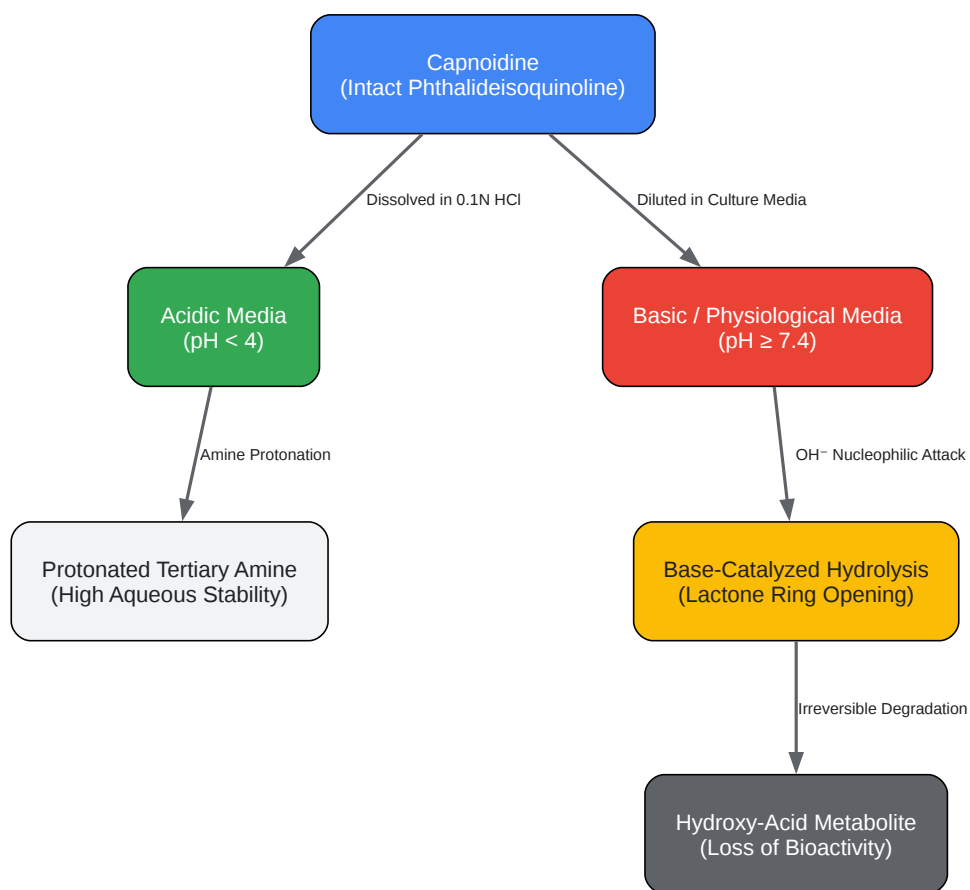 Capnoidine
(Intact Phthalideisoquinoline)
Dissolved in 0.1N HCl
Diluted in Culture Media
Acidic Media
(pH < 4)
Basic / Physiological Media
(pH ≥ 7.4)
Amine Protonation
OH⁻ Nucleophilic Attack
Protonated Tertiary Amine
(High Aqueous Stability)
Base-Catalyzed Hydrolysis
(Lactone Ring Opening)
Irreversible Degradation
Hydroxy-Acid Metabolite
(Loss of Bioactivity)